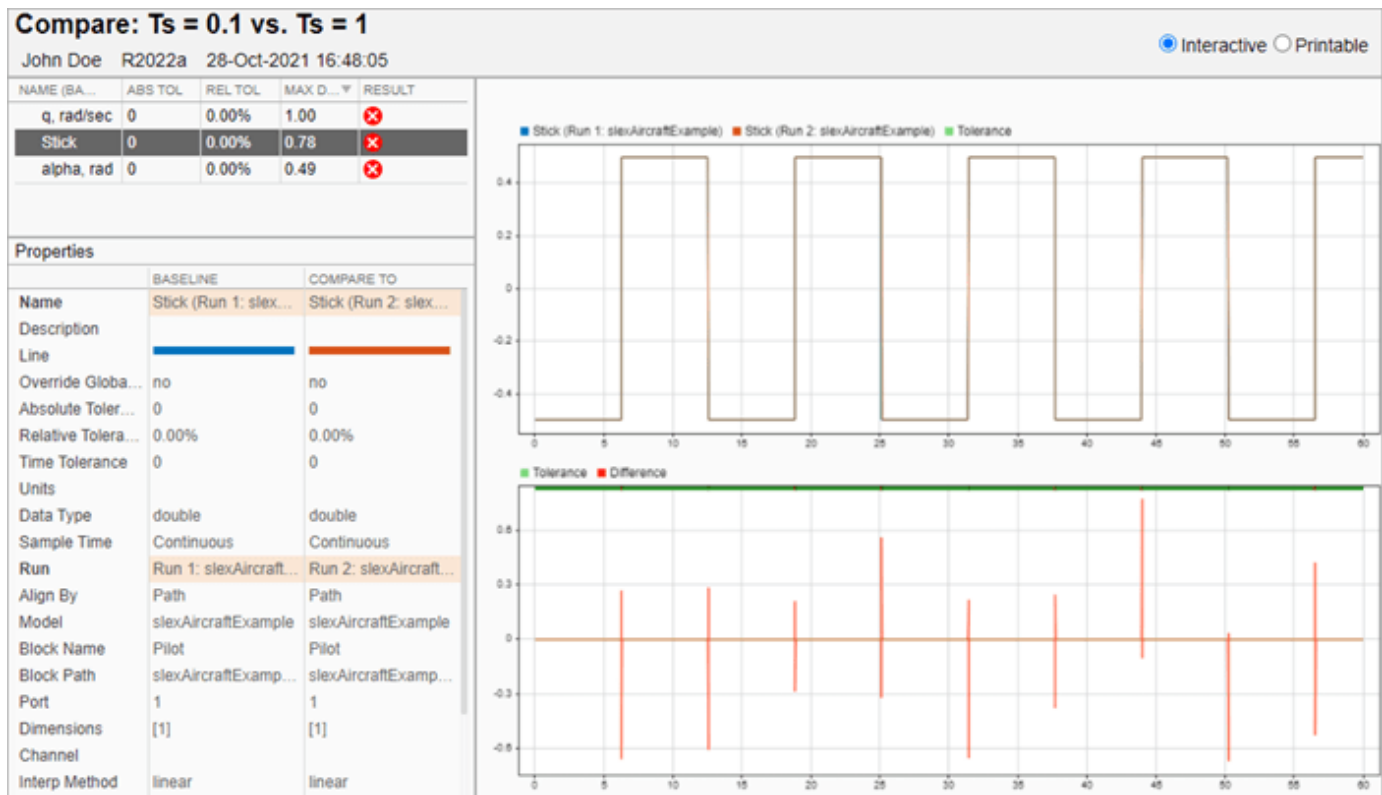 Compare: Ts = 0.1 vs. Ts = 1
John Doe R2022a 28-Oct-2021 16:48:05
Interactive Printable
NAME (BA... ABS TOL REL TOL MAX D... ▼ RESULT
q, rad/sec 0 0.00% 1.00
Stick 0 0.00% 0.78
alpha, rad 0 0.00% 0.49
Properties
BASELINE COMPARE TO
Name Stick (Run 1: slex... Stick (Run 2: slex...
Description
Line
Override Globa... no no
Absolute Toler... 0 0
Relative Tolera... 0.00% 0.00%
Time Tolerance 0 0
Units
Data Type double double
Sample Time Continuous Continuous
Run Run 1: slexAircraft... Run 2: slexAircraft...
Align By Path Path
Model slexAircraftExample slexAircraftExample
Block Name Pilot Pilot
Block Path slexAircraftExamp... slexAircraftExamp...
Port 1 1
Dimensions [1] [1]
Channel
Interp Method linear linear
Stick (Run 1: slexAircraftExample) Stick (Run 2: slexAircraftExample) Tolerance
0.4
0.2
0
-0.2
-0.4
0 5 10 15 20 25 30 35 40 45 50 55 60
Tolerance Difference
0.6
0.3
0
-0.3
-0.6
0 5 10 15 20 25 30 35 40 45 50 55 60